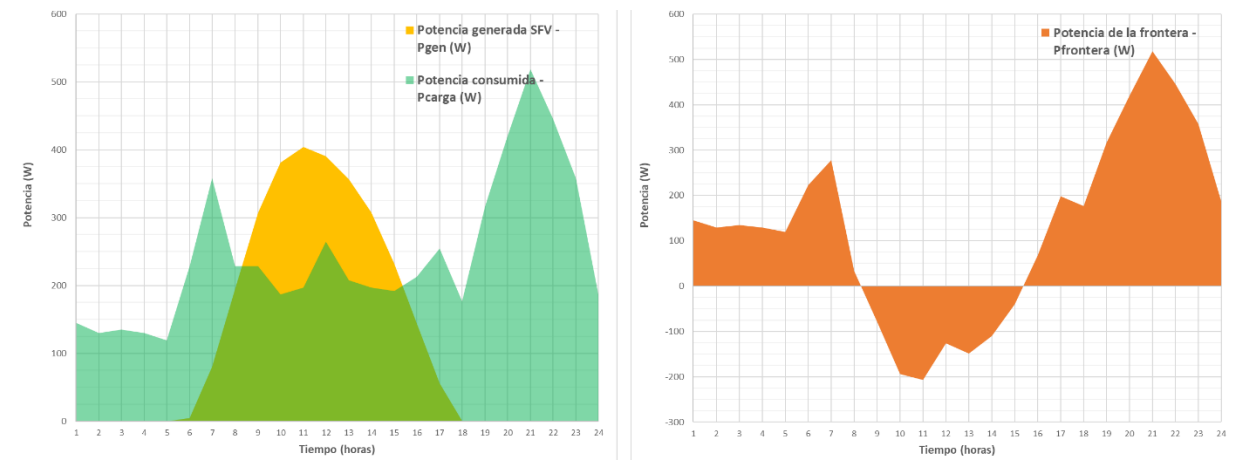 600
500
400
300
200
100
0
Potencia (W)
Potencia generada SFV -
Pgen (W)
Potencia consumida -
Pcarga (W)
1 2 3 4 5 6 7 8 9 10 11 12 13 14 15 16 17 18 19 20 21 22 23 24
Tiempo (horas)
600
500
400
300
200
100
0
-100
-200
-300
Potencia (W)
Potencia de la frontera -
Pfrontera (W)
1 2 3 4 5 6 7 8 9 10 11 12 13 14 15 16 17 18 19 20 21 22 23 24
Tiempo (horas)